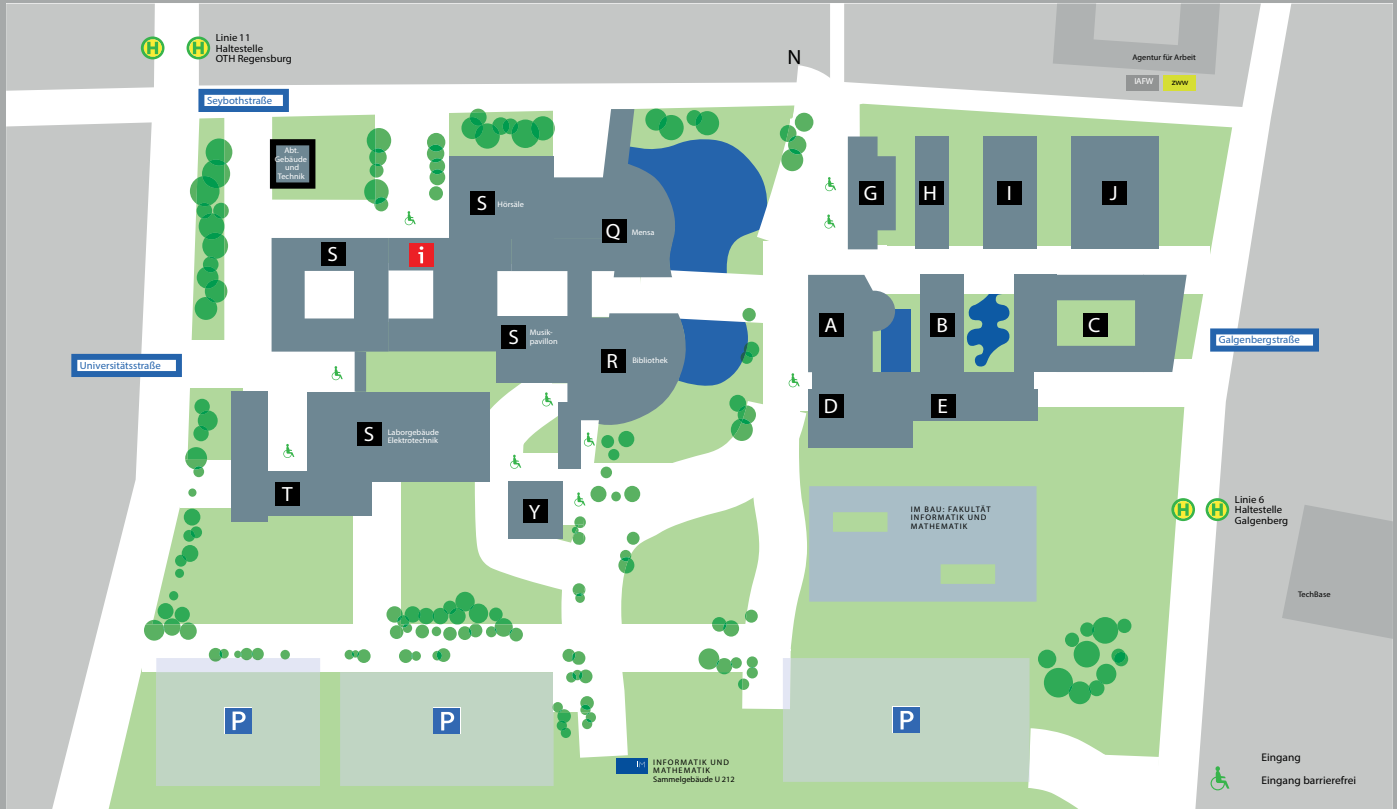 H
H
Linie 11
Haltestelle
OTH Regensburg
N
Agentur für Arbeit
IAFW
ZWW
Seybothstraße
Abt.
Gebäude
und
Technik
S
Hörsäle
Q
Mensa
G
H
I
J
S
i
S
Musik-
pavillon
R
Bibliothek
A
B
C
Galgenbergstraße
Universitätsstraße
D
E
S
Laborgebäude
Elektrotechnik
T
Y
IM BAU: FAKULTÄT
INFORMATIK UND
MATHEMATIK
H
H
Linie 6
Haltestelle
Galgenberg
TechBase
P
P
P
IM
INFORMATIK UND
MATHEMATIK
Sammelgebäude U 212
Eingang
Eingang barrierefrei